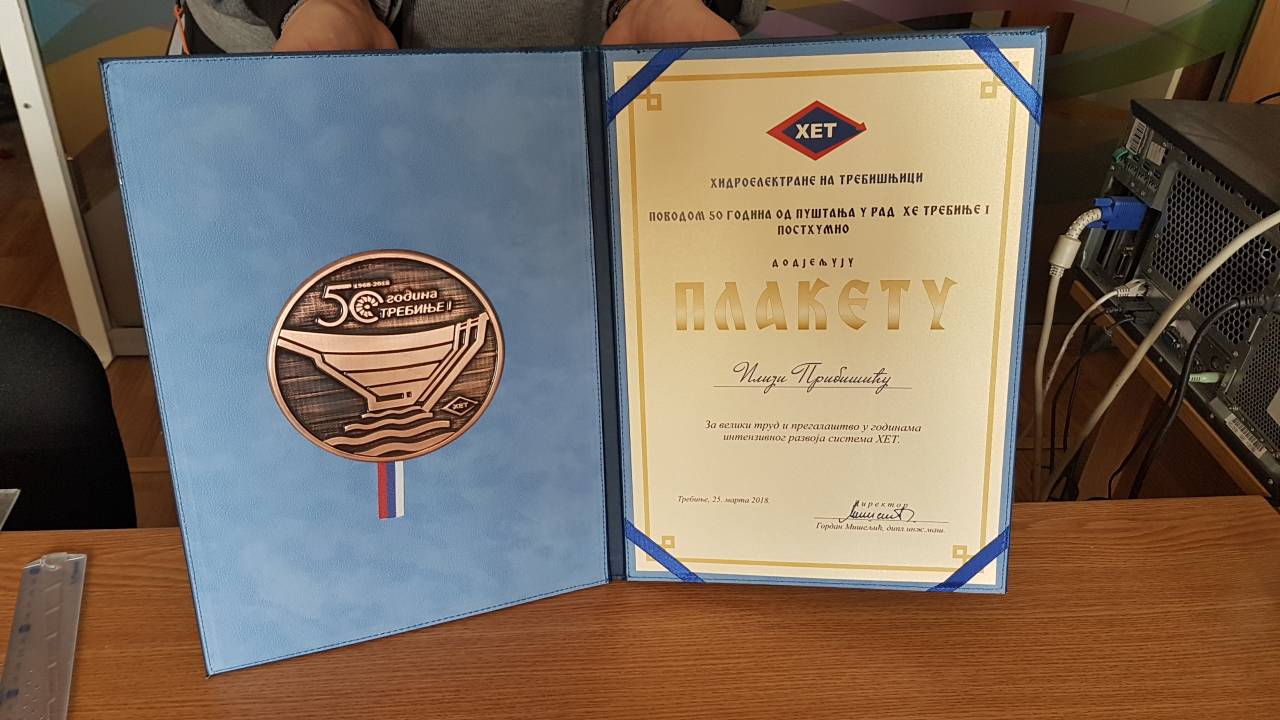 1968-2018
50 година
ТРЕБИЊЕ I
ХЕТ
ХЕТ
ХИДРОЕЛЕКТРАНЕ НА ТРЕБИШЊИЦИ
ПОВОДОМ 50 ГОДИНА ОД ПУШТАЊА У РАД ХЕ ТРЕБИЊЕ I
ПОСТХУМНО
ДОДЈЕЉУЈУ
ПЛАКЕТУ
Илији Прибишићу
За велики труд и прегалаштво у годинама
интензивног развоја система ХЕТ.
Требиње, 25. марта 2018.
Директор
Гордан Мишељић, дипл.инж.маш.